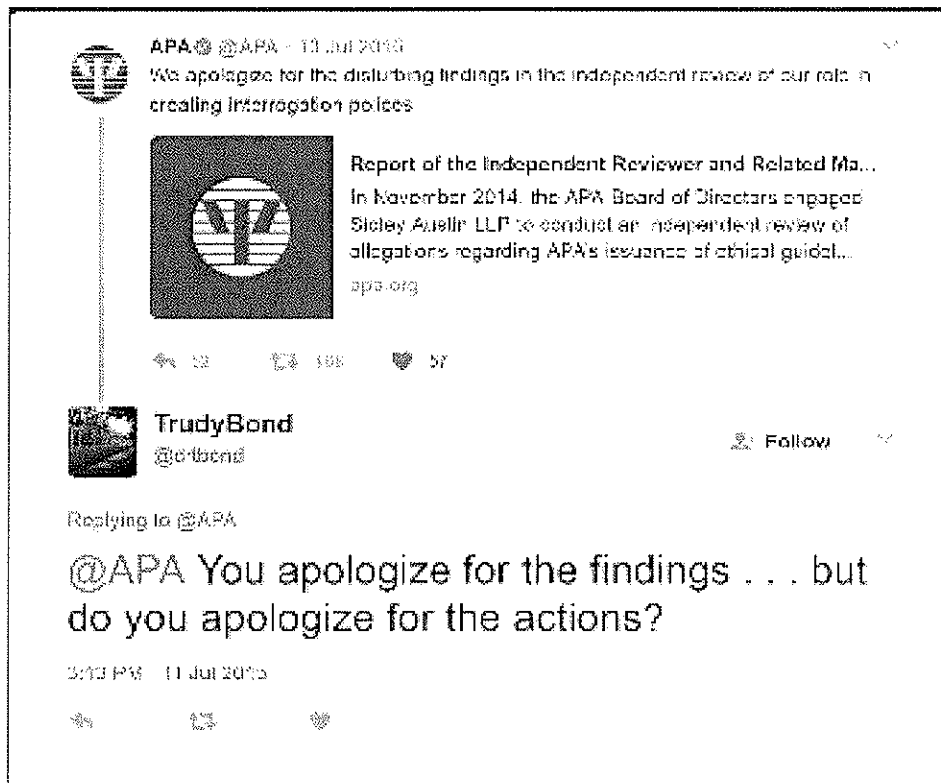 APA @APA - Jul 2015
We apologize for the disturbing findings in the independent review of our role in
creating interrogation polices
Report of the Independent Reviewer and Related Ma...
In November 2014, the APA Board of Directors engaged
Sidley Austin LLP to conduct an independent review of
allegations regarding APA's issuance of ethical guidel...
apa.org
57
TrudyBond
@drtbond
Follow
Replying to @APA
@APA You apologize for the findings . . . but
do you apologize for the actions?
PM 11 Jul 2015